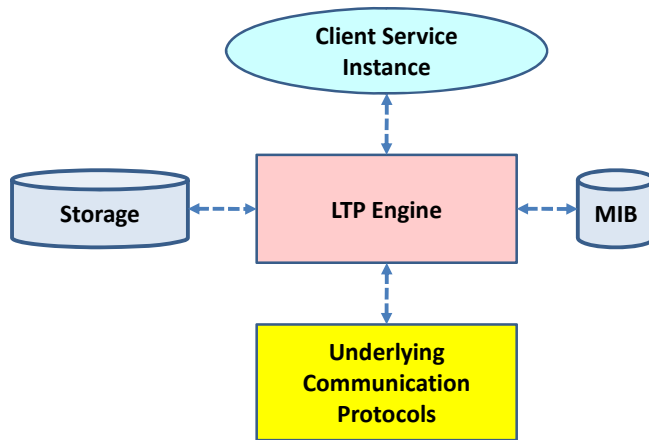 Client Service
Instance
Storage
LTP Engine
MIB
Underlying
Communication
Protocols